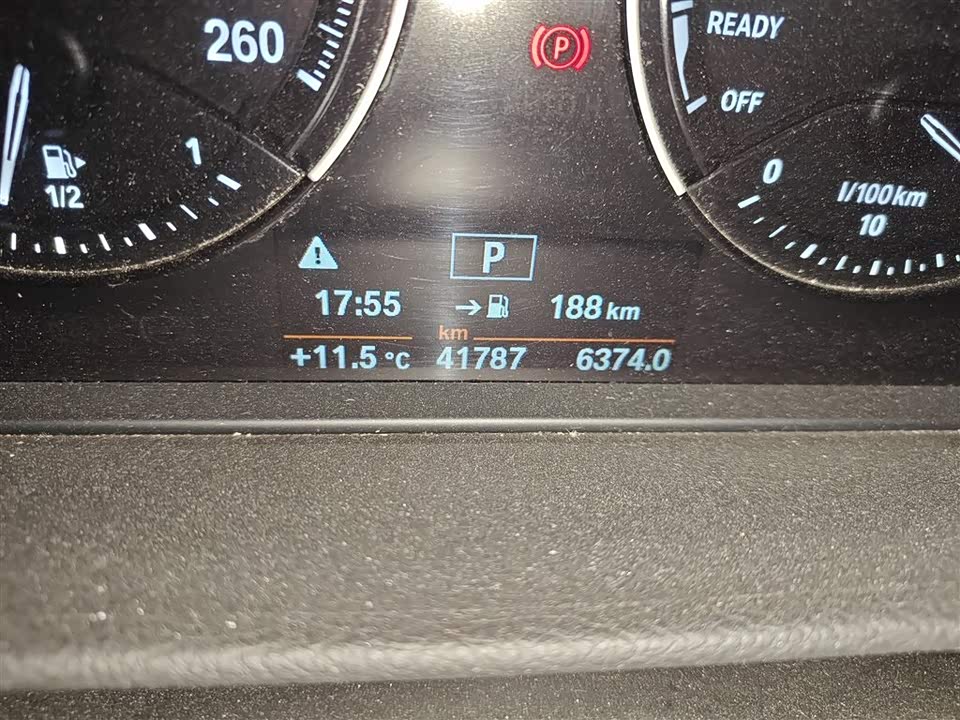 260
P
READY
OFF
1
1/2
0
l/100km
10
P
17:55
188 km
km
+11.5 °C
41787
6374.0